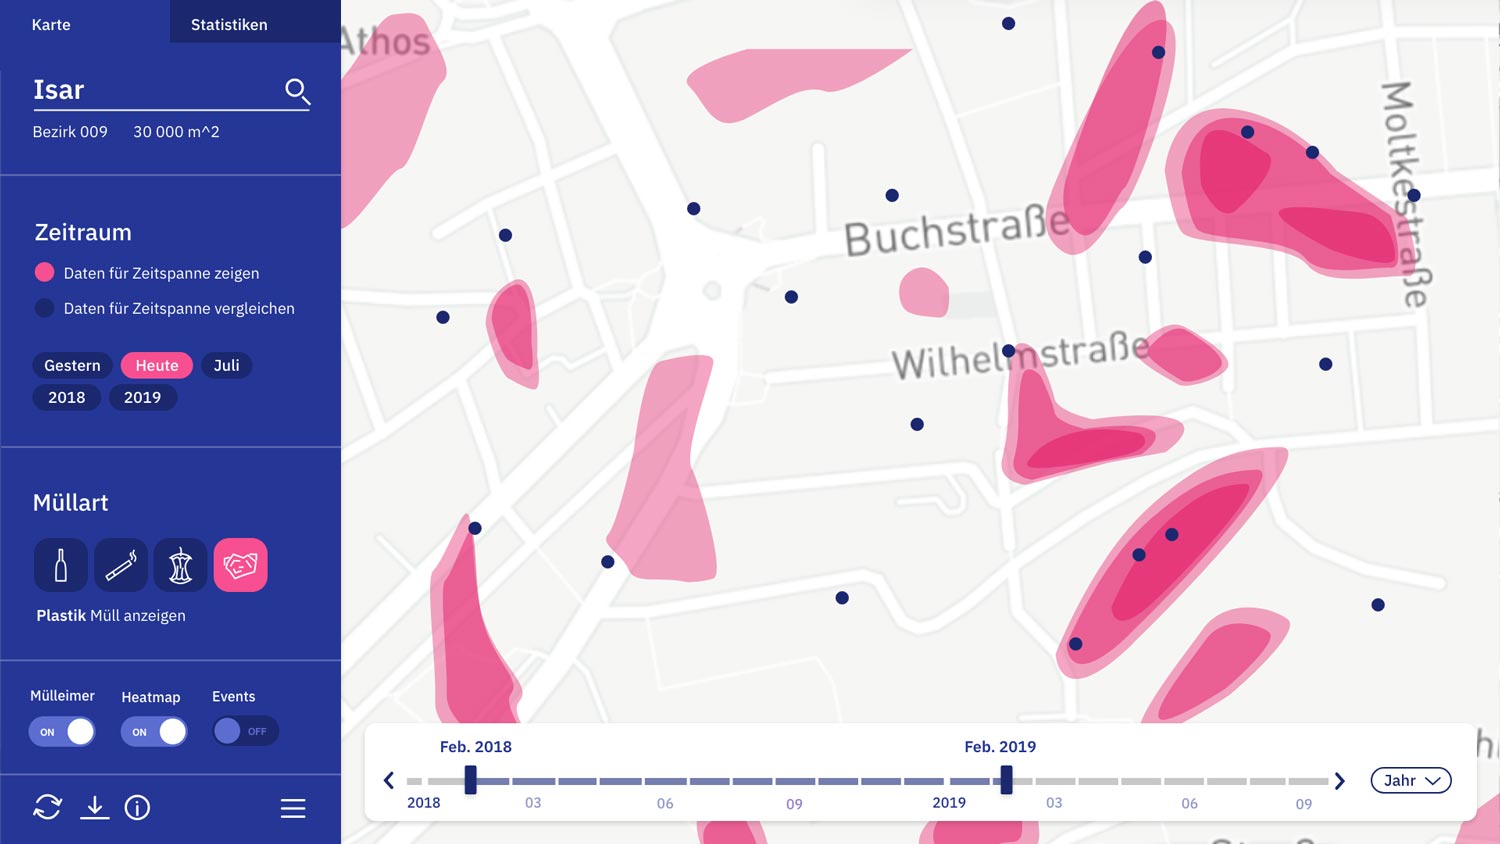 Karte
Statistiken
Isar
Bezirk 009
30 000 m^2
Zeitraum
Daten für Zeitspanne zeigen
Daten für Zeitspanne vergleichen
Gestern
Heute
Juli
2018
2019
Müllart
Plastik Müll anzeigen
Mülleimer
Heatmap
Events
ON
ON
OFF
Athos
Buchstraße
Wilhelmstraße
Moltkestraße
Feb. 2018
Feb. 2019
2018
03
06
09
2019
03
06
09
Jahr